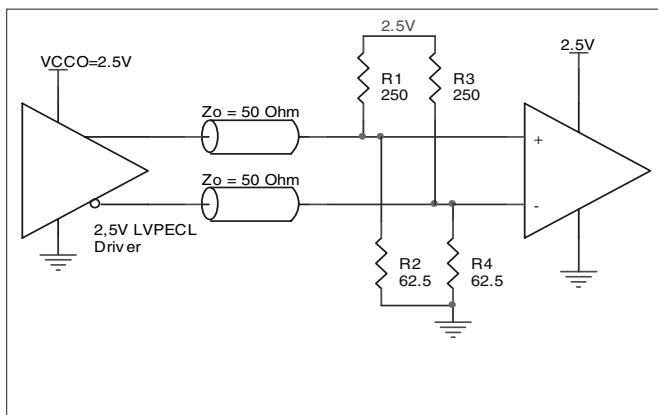 2.5V
VCCO=2.5V
2.5V
R1
250
R3
250
Zo = 50 Ohm
+
Zo = 50 Ohm
-
2,5V LVPECL
Driver
R2
62.5
R4
62.5